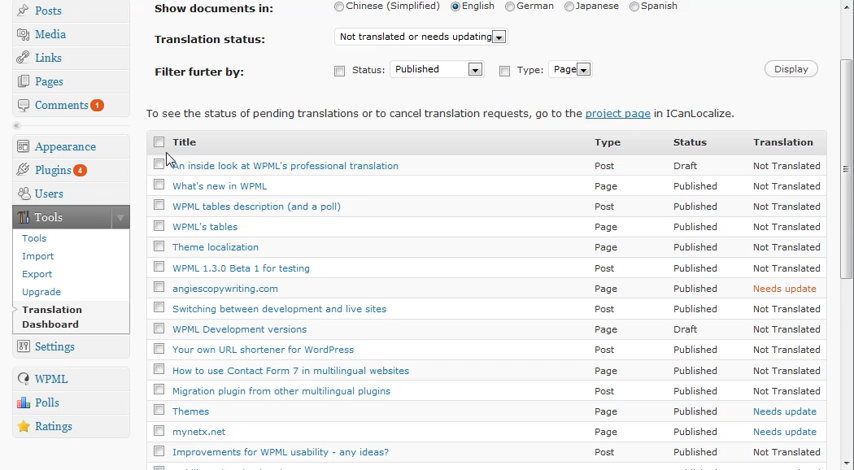 Posts
Media
Links
Pages
Comments 1
Appearance
Plugins 4
Users
Tools
Tools
Import
Export
Upgrade
Translation
Dashboard
Settings
WPML
Polls
Ratings
Show documents in: Chinese (Simplified) English German Japanese Spanish
Translation status: Not translated or needs updating
Filter furter by: Status: Published Type: Page Display
To see the status of pending translations or to cancel translation requests, go to the project page in ICanLocalize.
Title Type Status Translation
An inside look at WPML's professional translation Post Draft Not Translated
What's new in WPML Page Published Not Translated
WPML tables description (and a poll) Post Published Not Translated
WPML's tables Page Published Not Translated
Theme localization Page Published Not Translated
WPML 1.3.0 Beta 1 for testing Post Published Not Translated
angiescopywriting.com Page Published Needs update
Switching between development and live sites Post Published Not Translated
WPML Development versions Page Draft Not Translated
Your own URL shortener for WordPress Post Published Not Translated
How to use Contact Form 7 in multilingual websites Page Published Not Translated
Migration plugin from other multilingual plugins Post Published Not Translated
Themes Page Published Needs update
mynetx.net Page Published Needs update
Improvements for WPML usability - any ideas? Post Published Not Translated